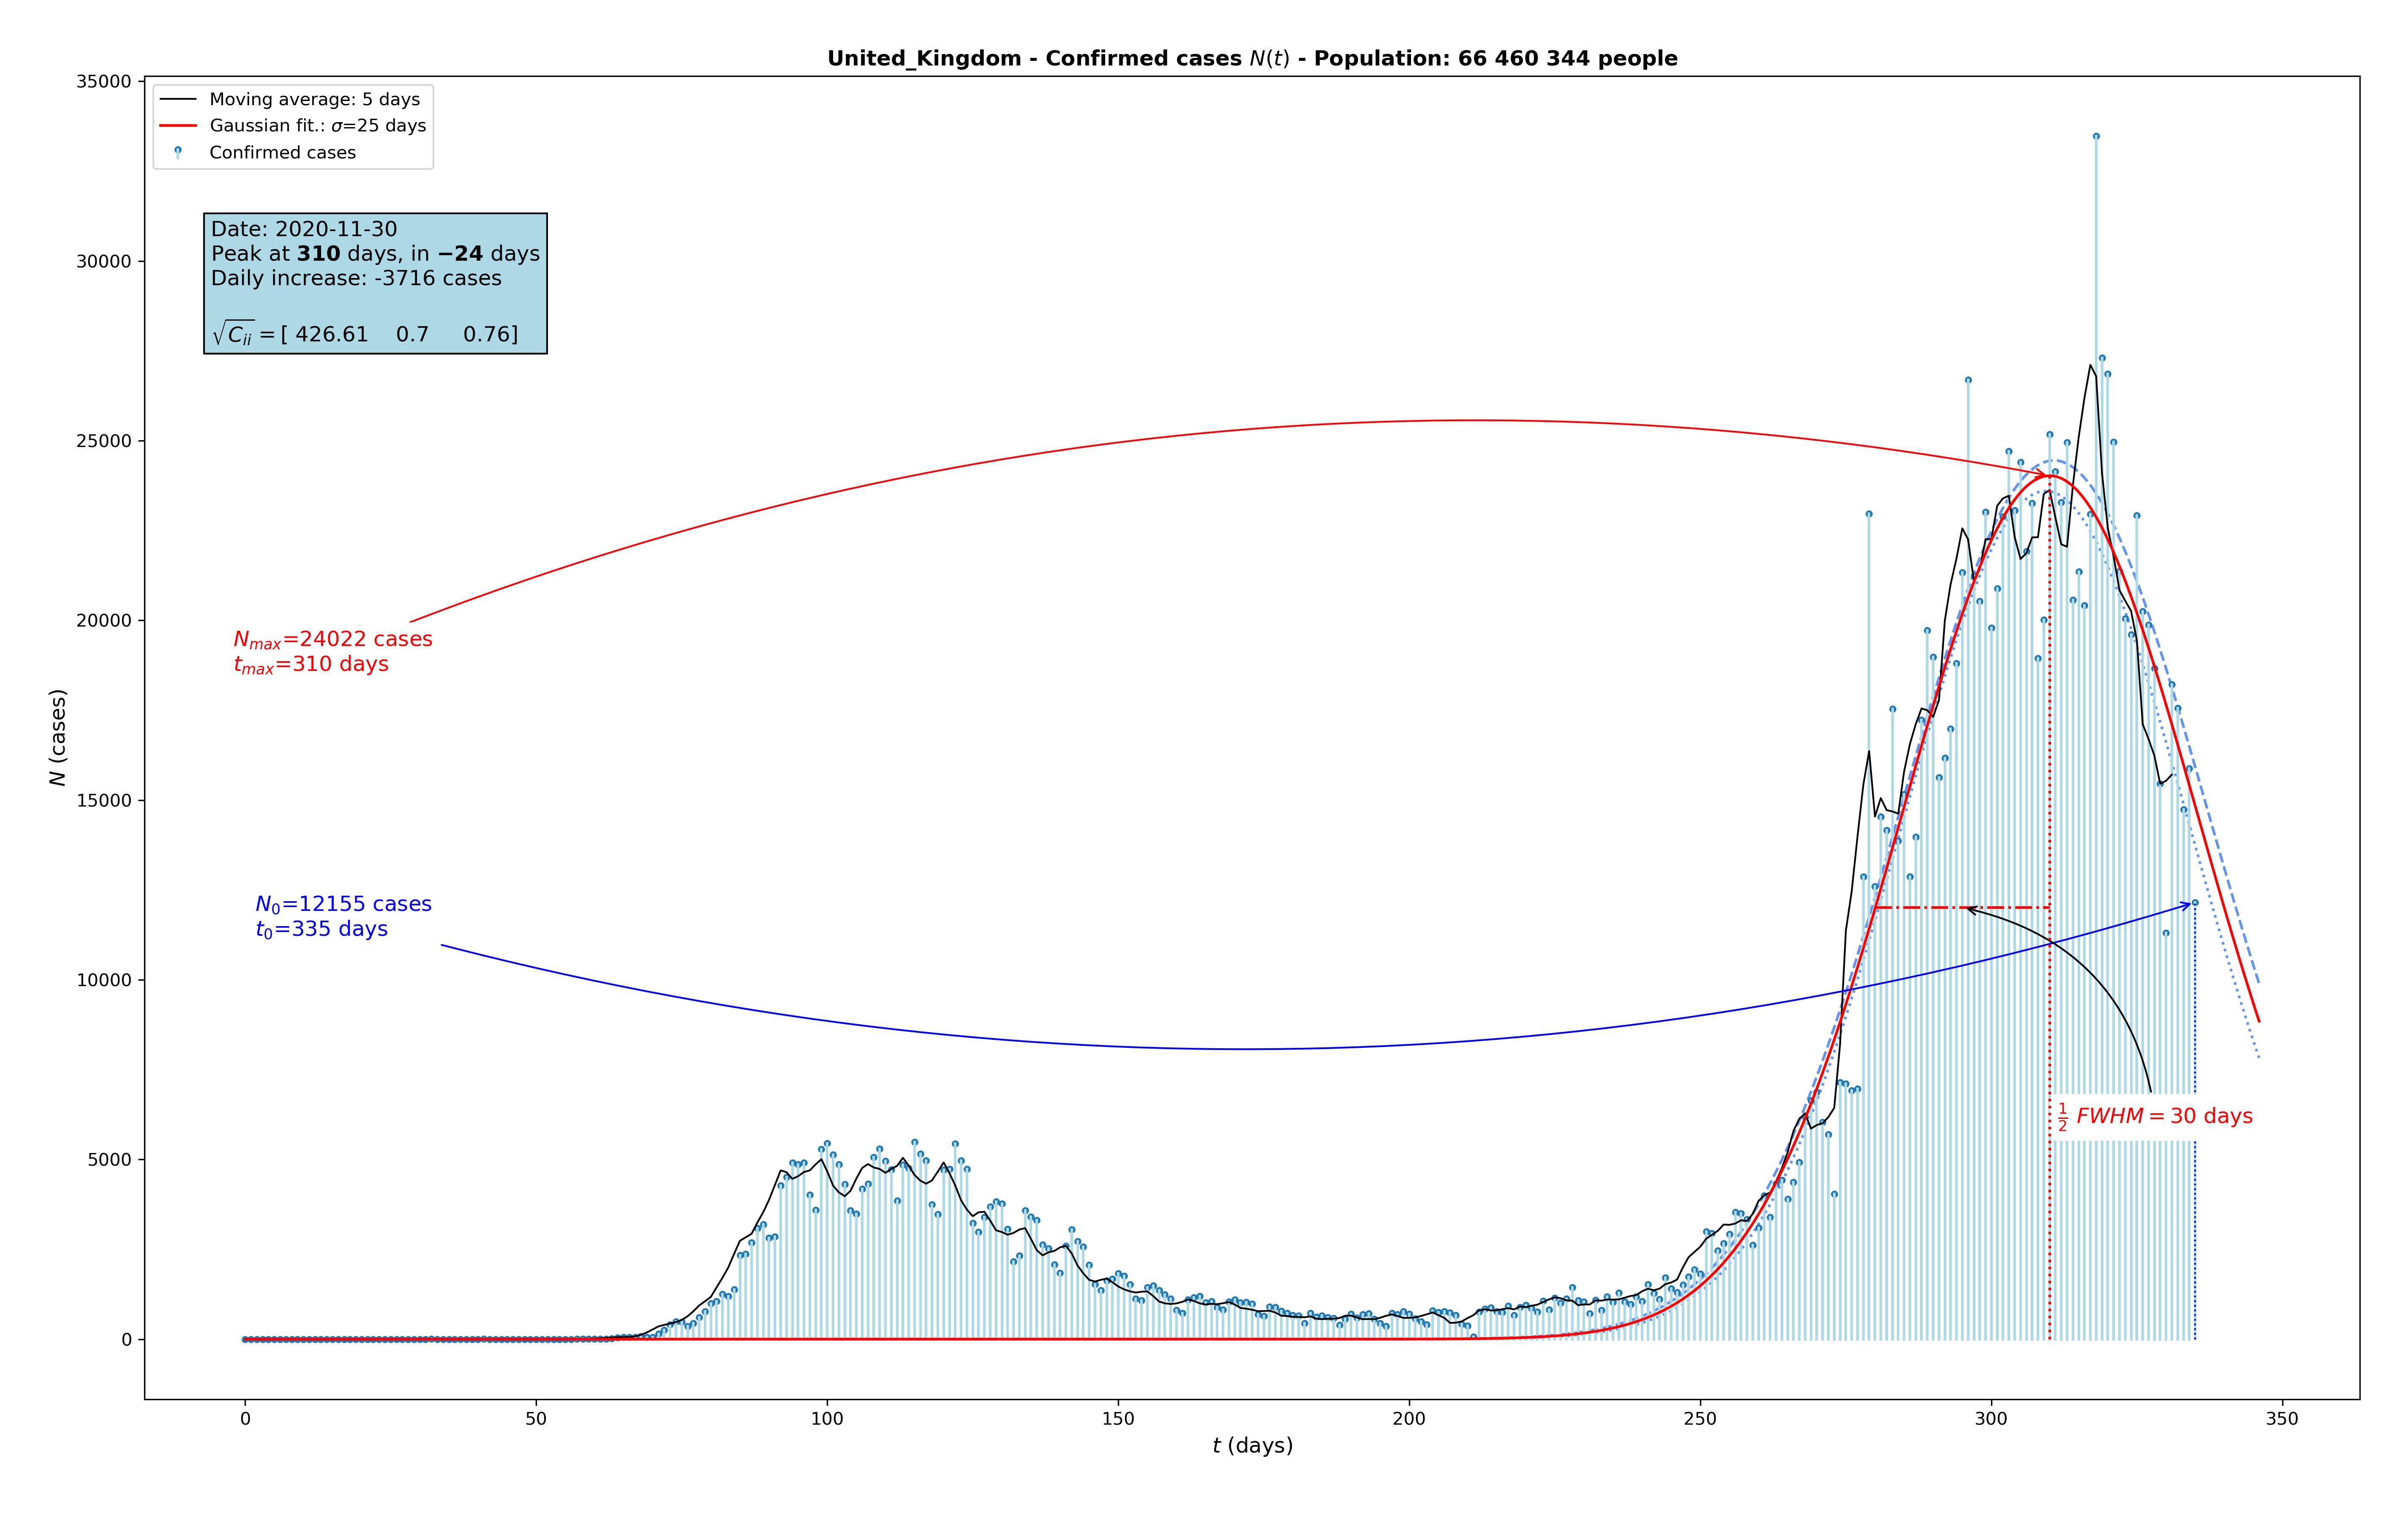 United_Kingdom - Confirmed cases N(t) - Population: 66 460 344 people
Moving average: 5 days
Gaussian fit.: σ=25 days
Confirmed cases
Date: 2020-11-30
Peak at 310 days, in −24 days
Daily increase: -3716 cases
√C_ii = [ 426.61 0.7 0.76]
N_max=24022 cases
t_max=310 days
N_0=12155 cases
t_0=335 days
1/2 FWHM = 30 days
N (cases)
35000
30000
25000
20000
15000
10000
5000
0
0 50 100 150 200 250 300 350
t (days)